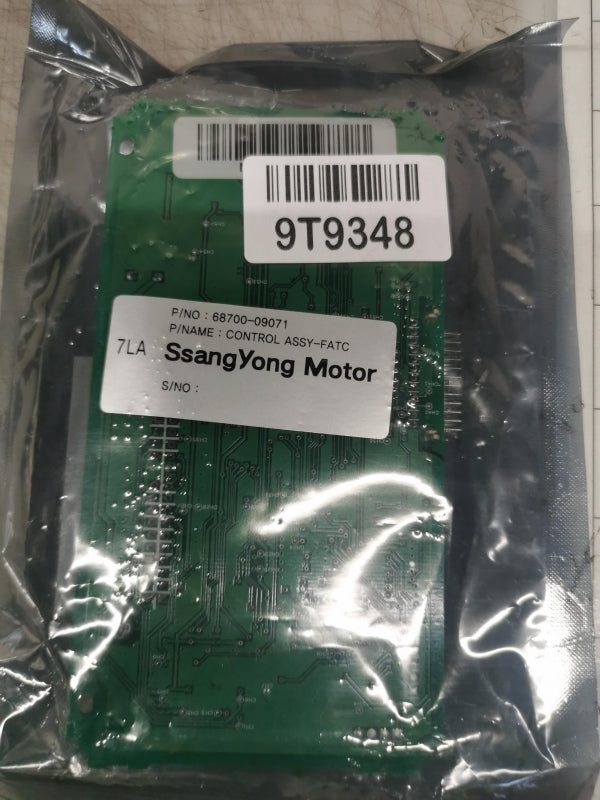 9T9348
P/NO : 68700-09071
P/NAME : CONTROL ASSY-FATC
7LA SsangYong Motor
S/NO :